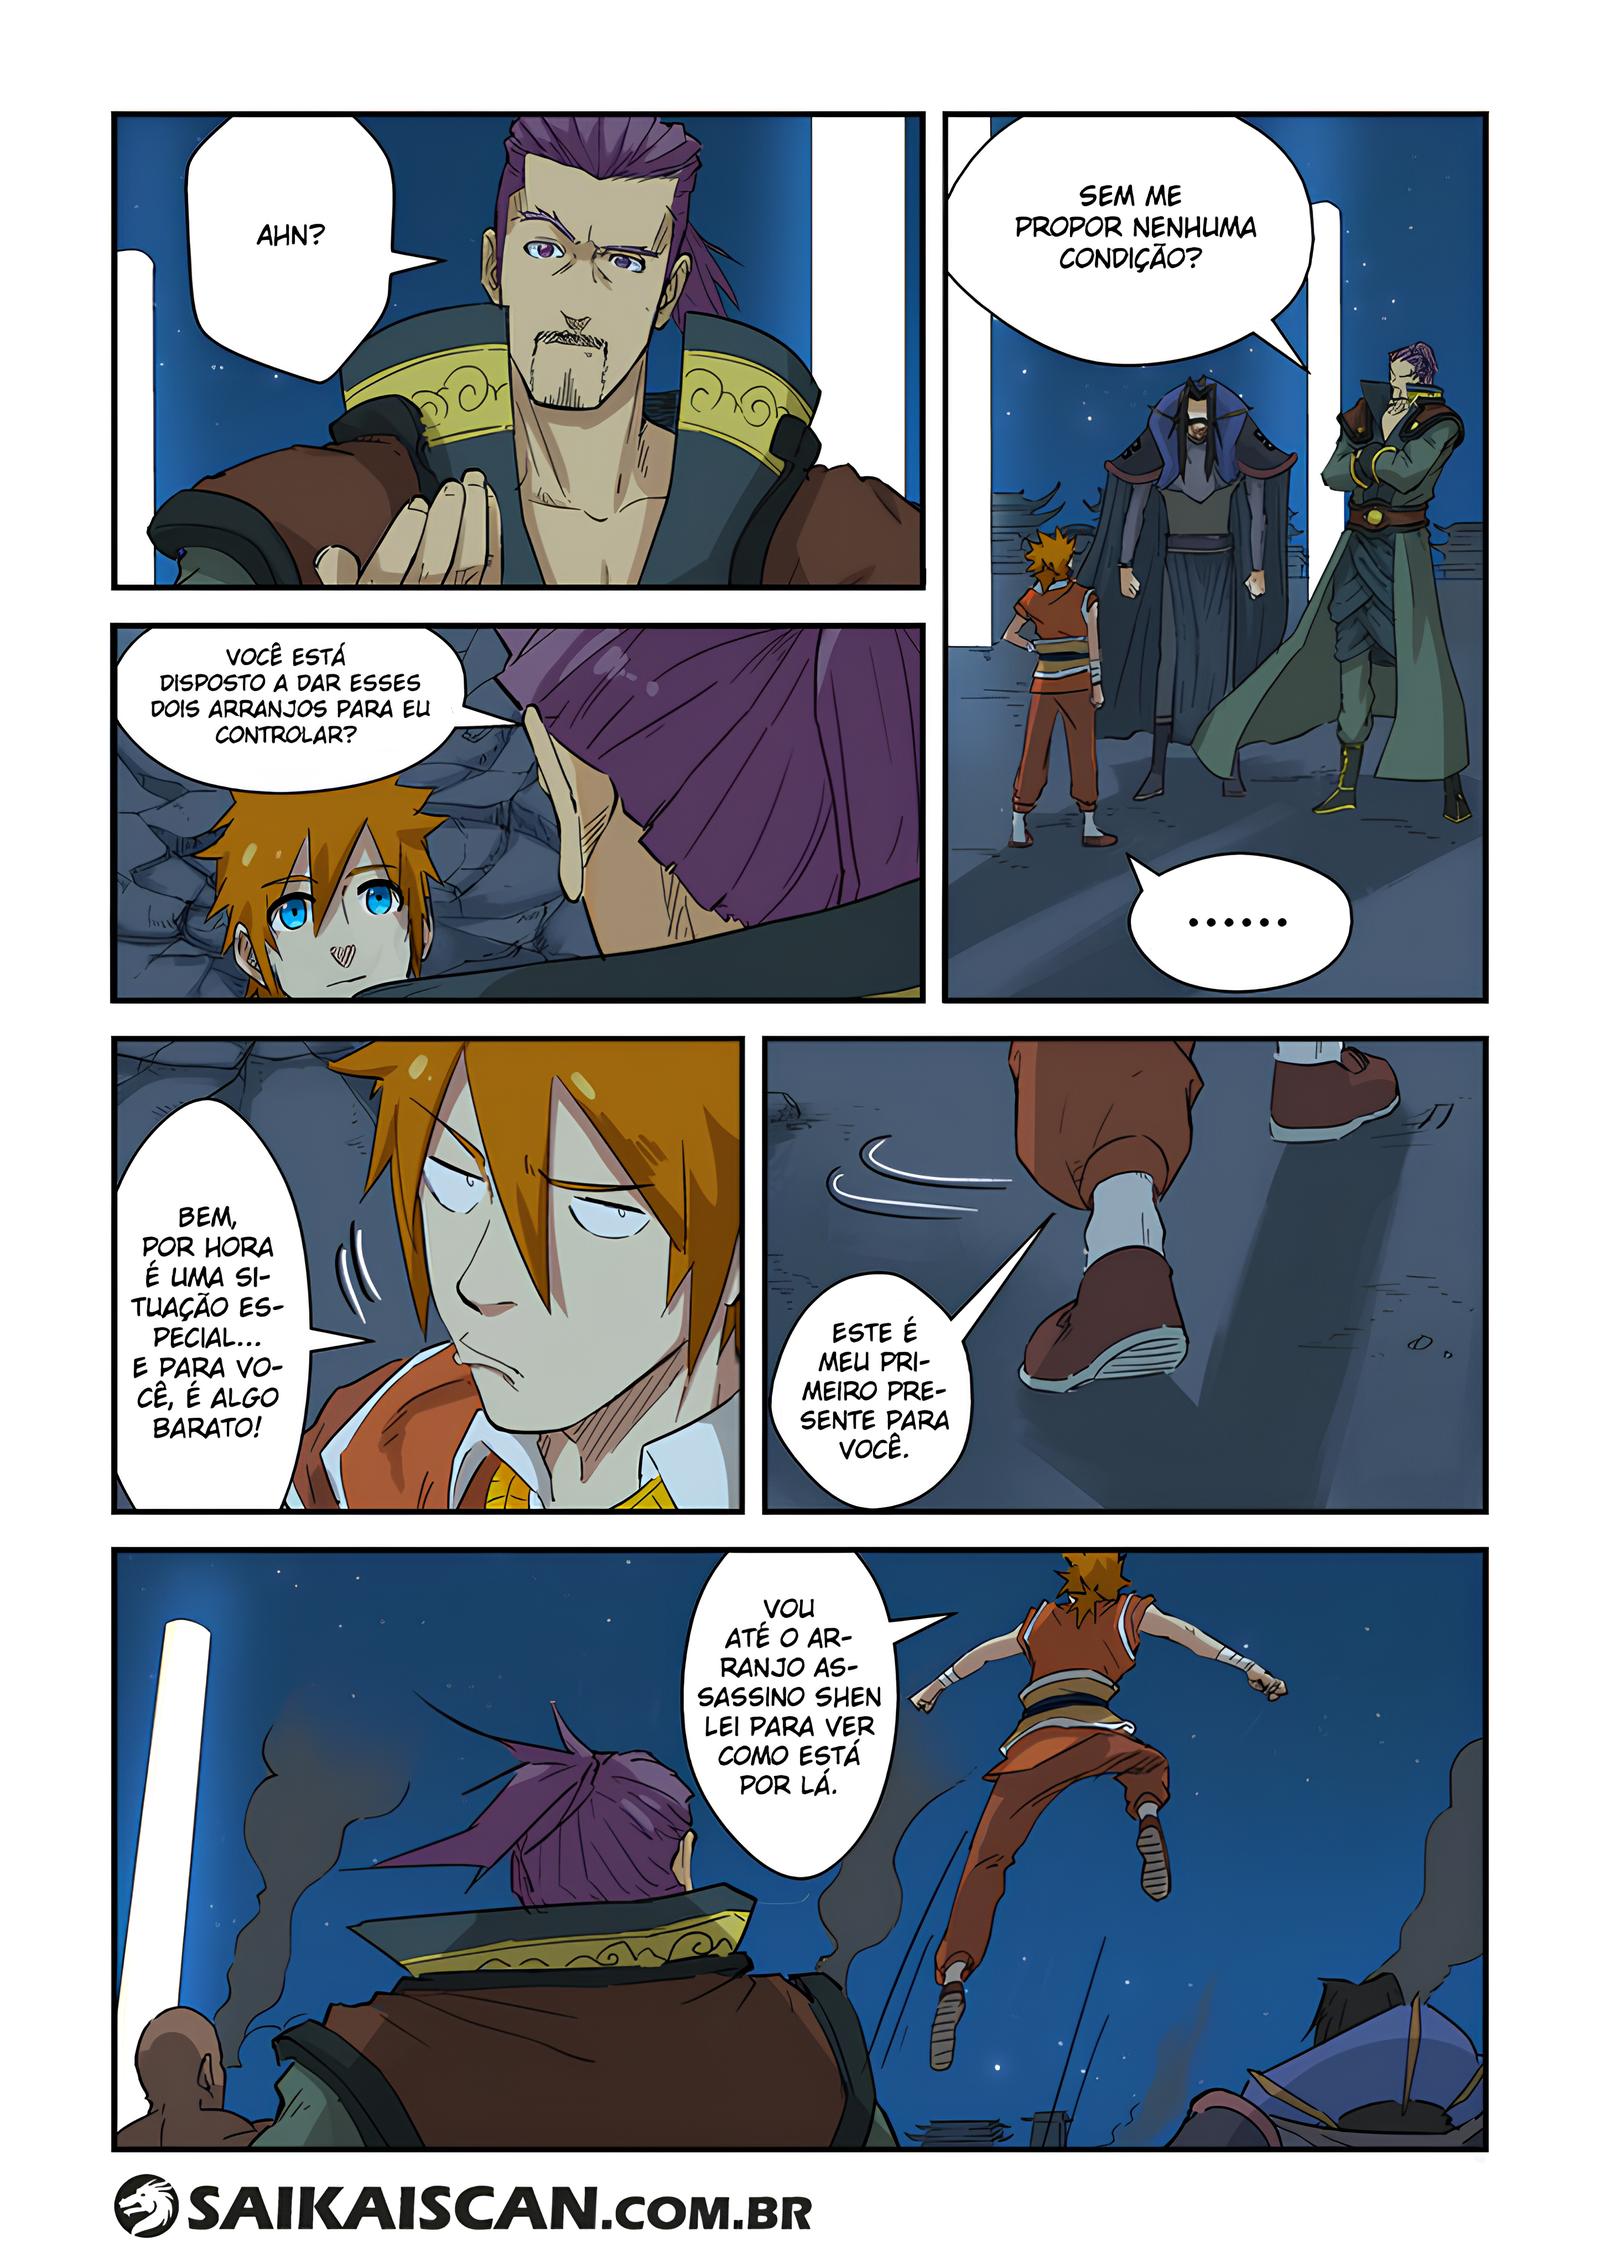 AHN?
VOCÊ ESTÁ
DISPOSTO A DAR ESSES
DOIS ARRANJOS PARA EU
CONTROLAR?
SEM ME
PROPOR NENHUMA
CONDIÇÃO?
......
BEM,
POR HORA
É UMA SI-
TUAÇÃO ES-
PECIAL...
E PARA VO-
CÊ, É ALGO
BARATO!
ESTE É
MEU PRI-
MEIRO PRE-
SENTE PARA
VOCÊ.
VOU
ATÉ O AR-
RANJO AS-
SASSINO SHEN
LEI PARA VER
COMO ESTÁ
POR LÁ.
SAIKAISCAN.COM.BR